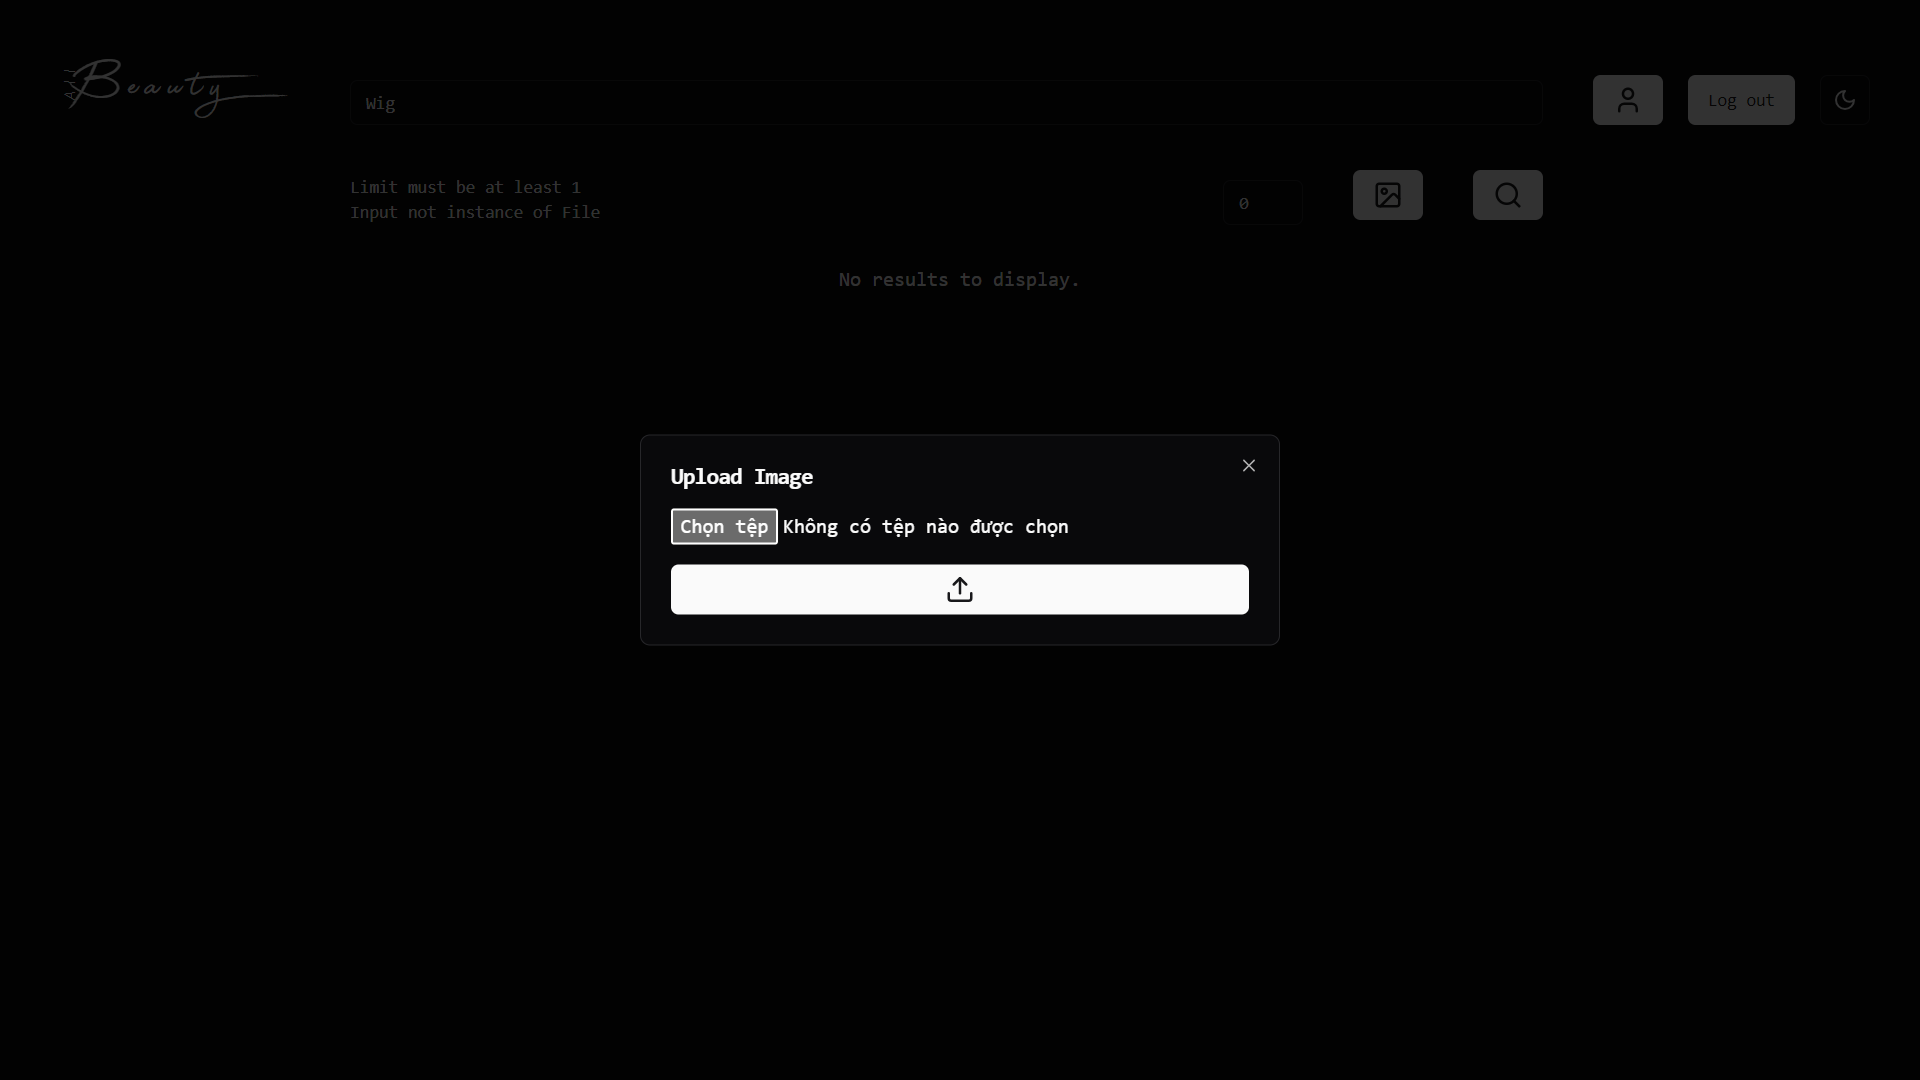 Beauty
Wig
Log out
Limit must be at least 1
Input not instance of File
0
No results to display.
Upload Image
Chọn tệp Không có tệp nào được chọn